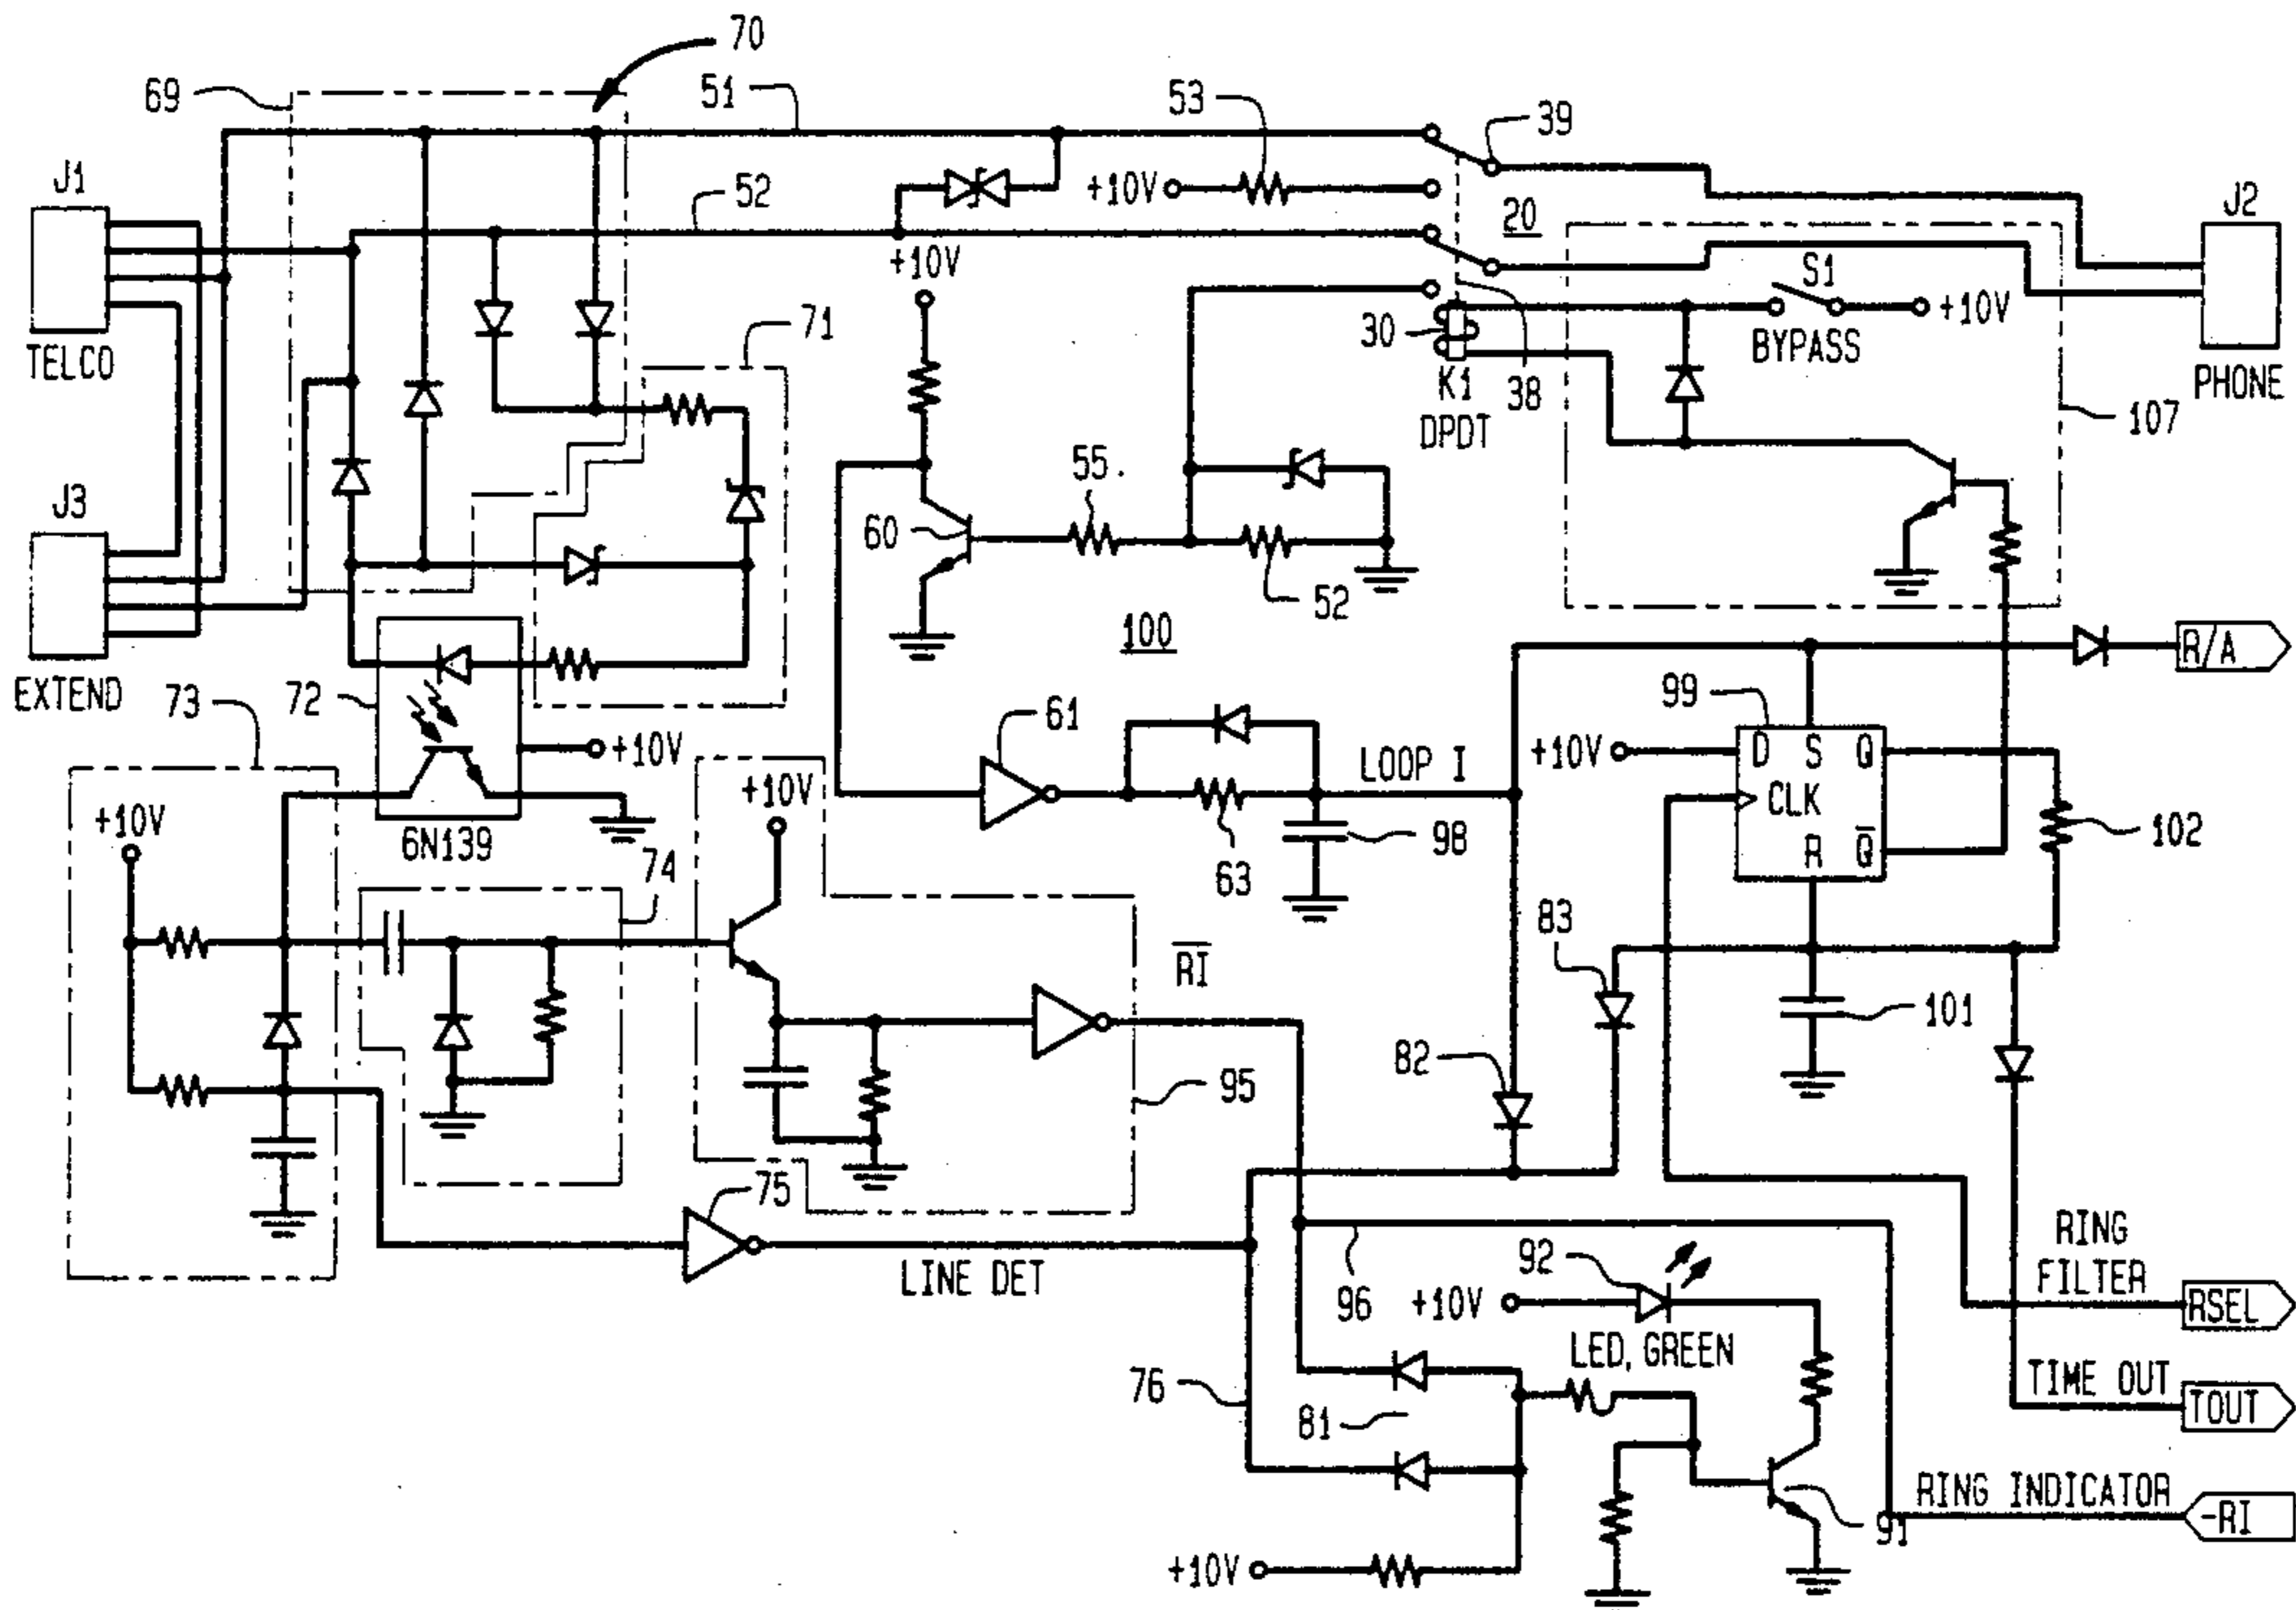 70
69
51
53
39
J1
+10V
20
J2
52
+10V
S1
+10V
71
30
BYPASS
TELCO
K1
38
PHONE
DPDT
107
55
J3
60
52
100
R/A
EXTEND
73
72
61
99
+10V
D S Q
+10V
LOOP I
+10V
CLK
+10V
6N139
98
R Q̅
102
74
63
83
R̅I̅
101
82
95
75
RING
FILTER
LINE DET
92
96
+10V
RSEL
LED, GREEN
76
TIME OUT
TOUT
81
RING INDICATOR
-RI
91
+10V